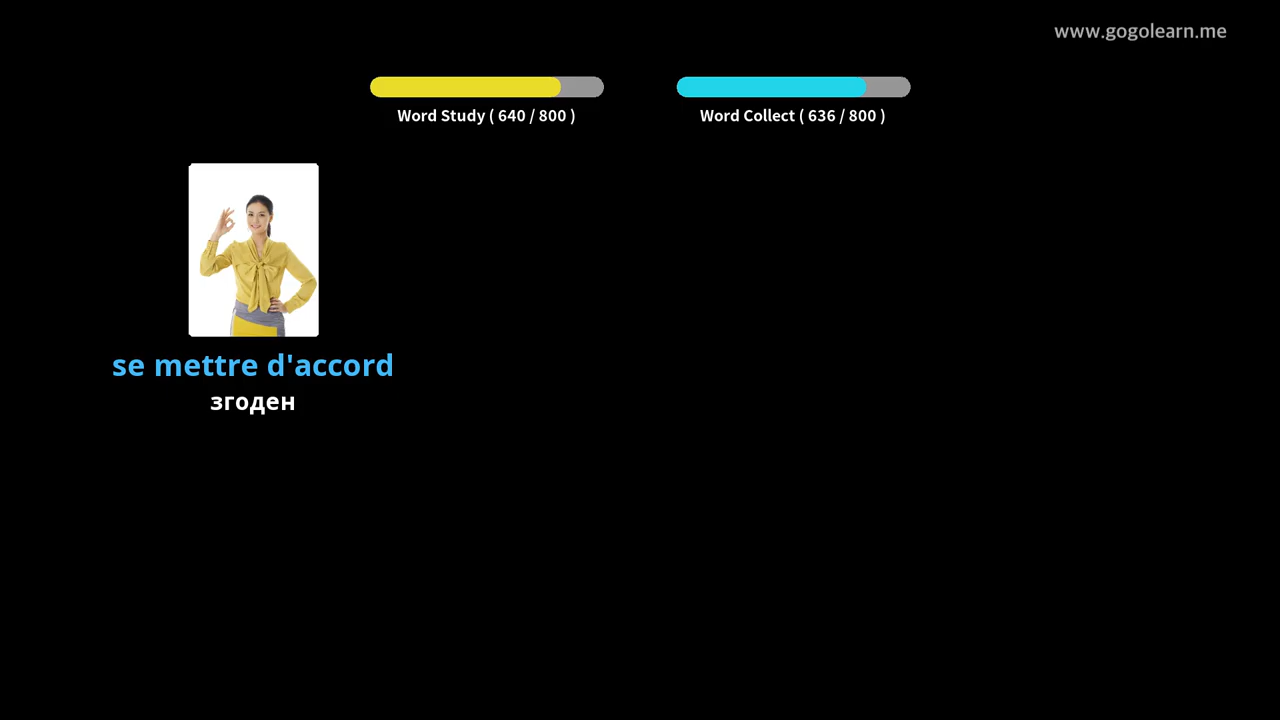 www.gogolearn.me
Word Study ( 640 / 800 )
Word Collect ( 636 / 800 )
se mettre d'accord
згоден